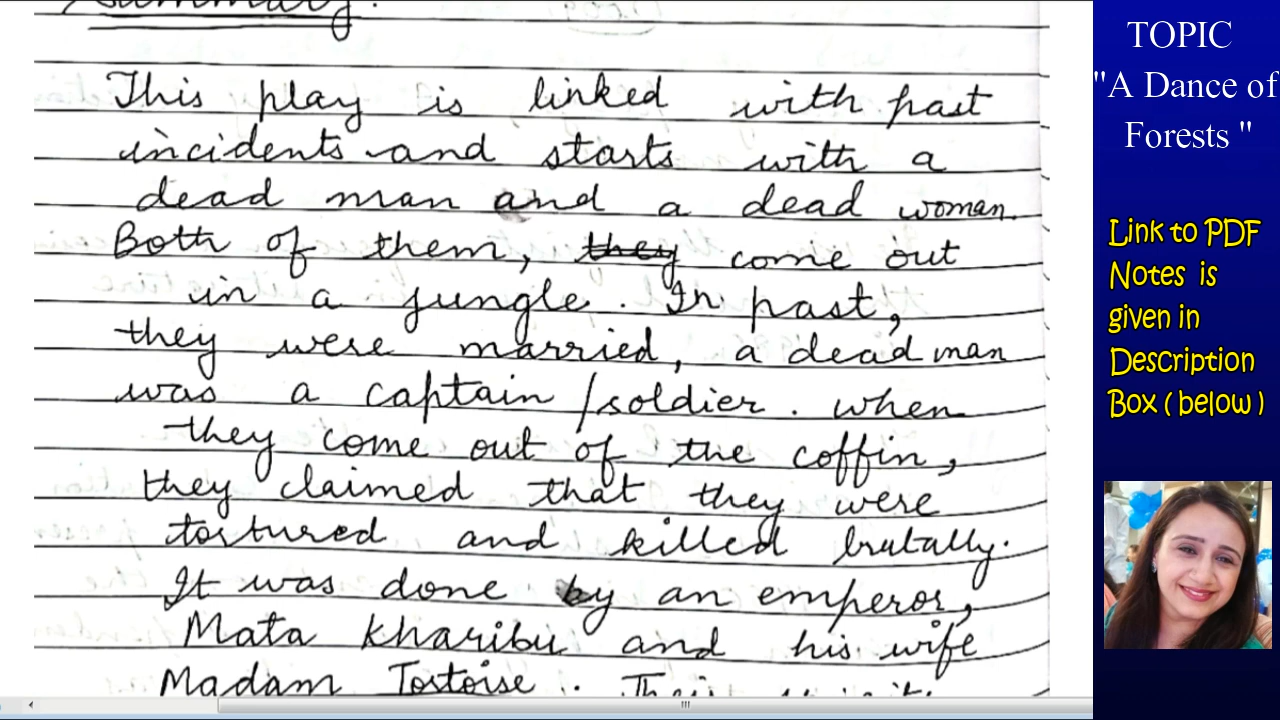 Summary.
This play is linked with past
incidents and starts with a
dead man and a dead woman.
Both of them, they come out
in a jungle. In past,
they were married, a dead man
was a captain/soldier. when
they come out of the coffin,
they claimed that they were
tortured and killed brutally.
It was done by an emperor,
Mata Kharibu and his wife
Madam Tortoise. Their
TOPIC
"A Dance of
Forests "
Link to PDF
Notes is
given in
Description
Box ( below )